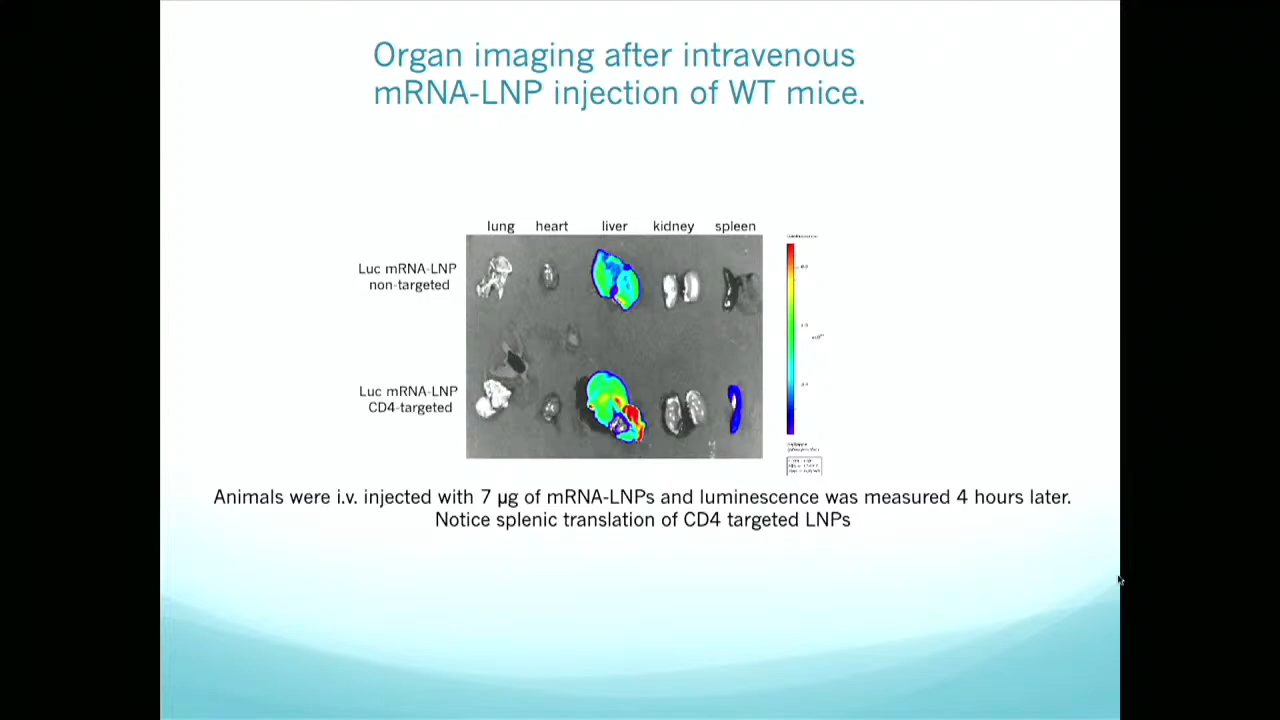 Organ imaging after intravenous
mRNA-LNP injection of WT mice.
lung heart liver kidney spleen
Luc mRNA-LNP
non-targeted
Luc mRNA-LNP
CD4-targeted
Animals were i.v. injected with 7 µg of mRNA-LNPs and luminescence was measured 4 hours later.
Notice splenic translation of CD4 targeted LNPs